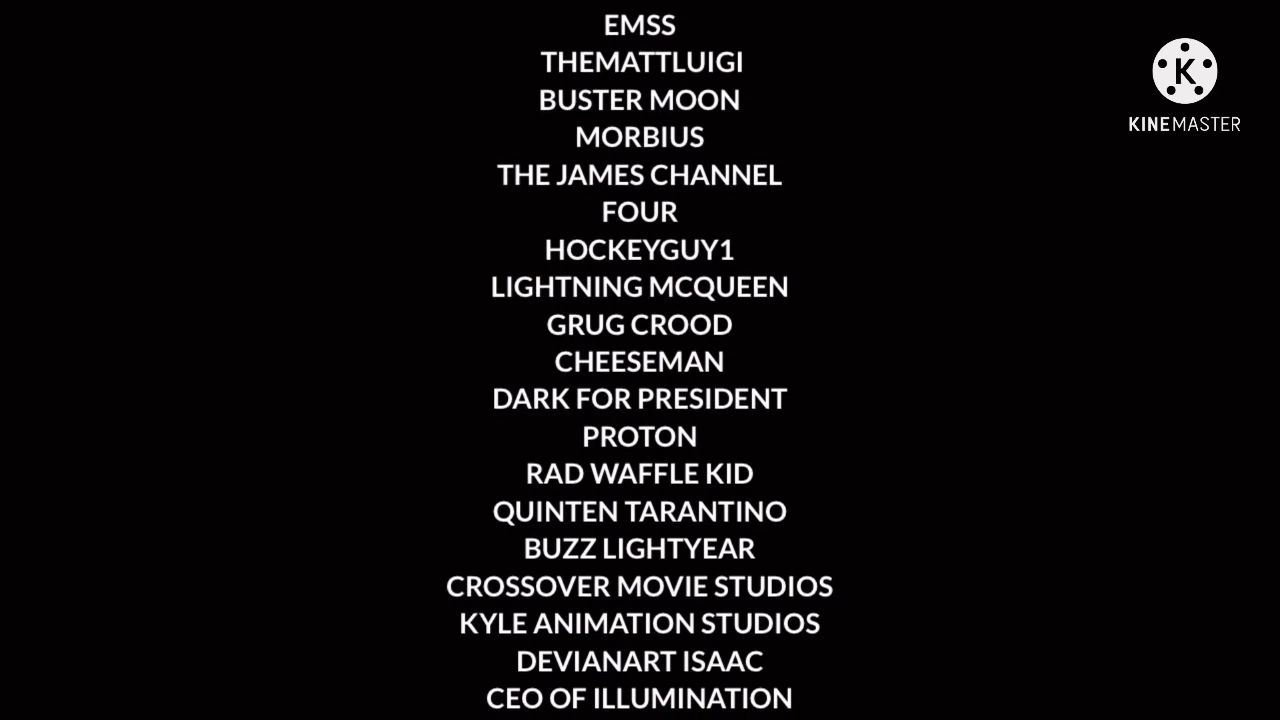 EMSS
THEMATTLUIGI
BUSTER MOON
MORBIUS
THE JAMES CHANNEL
FOUR
HOCKEYGUY1
LIGHTNING MCQUEEN
GRUG CROOD
CHEESEMAN
DARK FOR PRESIDENT
PROTON
RAD WAFFLE KID
QUINTEN TARANTINO
BUZZ LIGHTYEAR
CROSSOVER MOVIE STUDIOS
KYLE ANIMATION STUDIOS
DEVIANART ISAAC
CEO OF ILLUMINATION
K
KINEMASTER